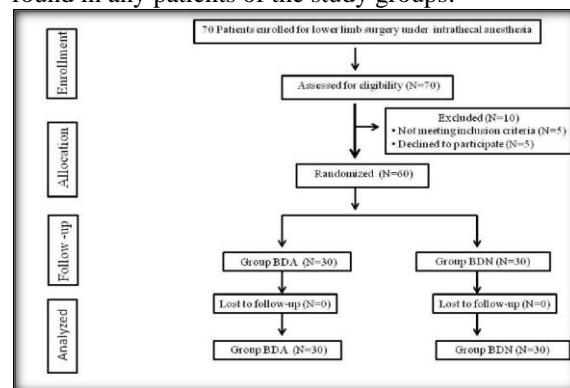 found in any patients of the study groups.
70 Patients enrolled for lower limb surgery under intrathecal anesthesia
Enrollment
Assessed for eligibility (N=70)
Excluded (N=10)
• Not meeting inclusion criteria (N=5)
• Declined to participate (N=5)
Allocation
Randomized (N=60)
Follow -up
Group BDA (N=30)
Group BDN (N=30)
Lost to follow-up (N=0)
Lost to follow-up (N=0)
Analyzed
Group BDA (N=30)
Group BDN (N=30)